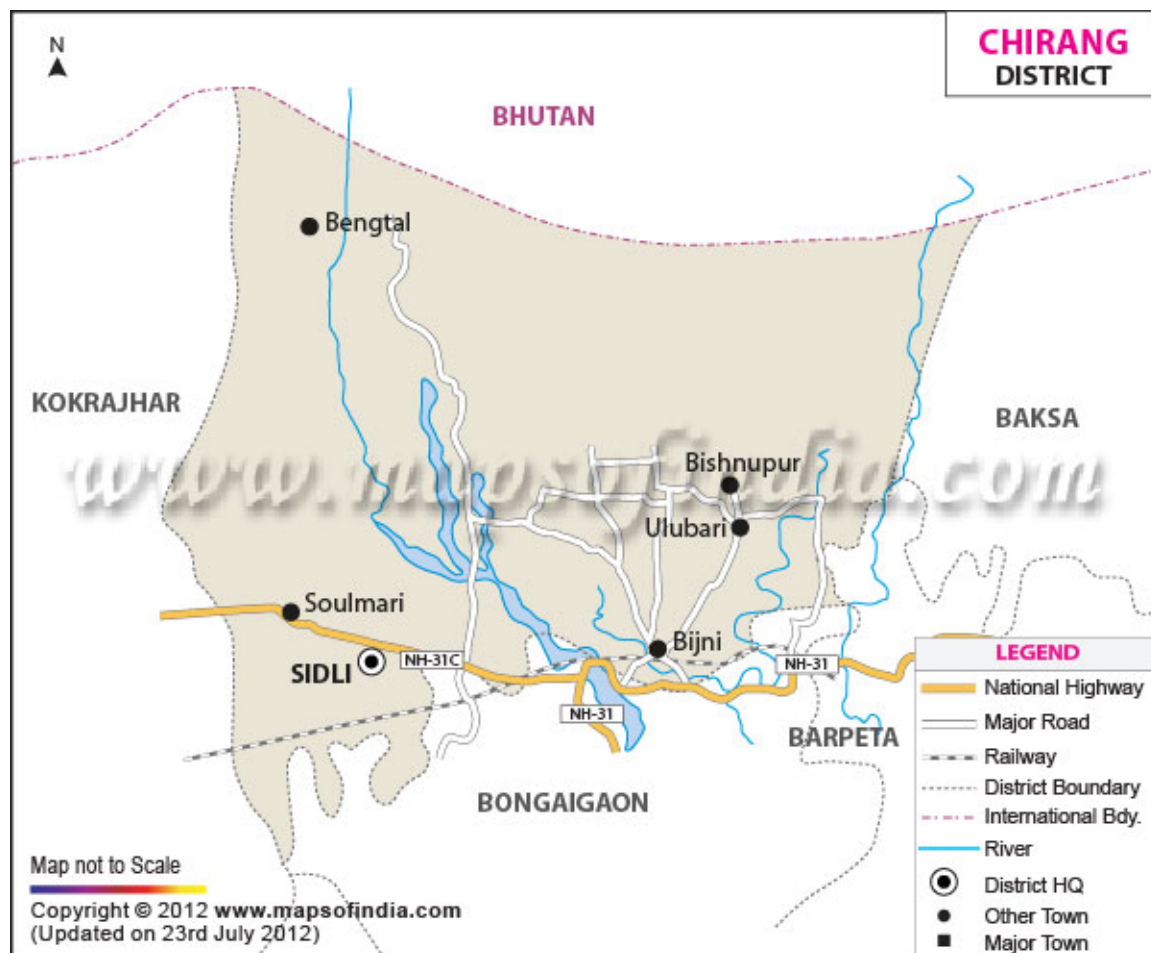 N
CHIRANG
DISTRICT
BHUTAN
Bengtal
KOKRAJHAR
BAKSA
www.mapsofindia.com
Bishnupur
Ulubari
Soulmari
Bijni
SIDLI
NH-31C
NH-31
NH-31
BARPETA
BONGAIGAON
LEGEND
National Highway
Major Road
Railway
District Boundary
International Bdy.
River
District HQ
Other Town
Major Town
Map not to Scale
Copyright © 2012 www.mapsofindia.com
(Updated on 23rd July 2012)